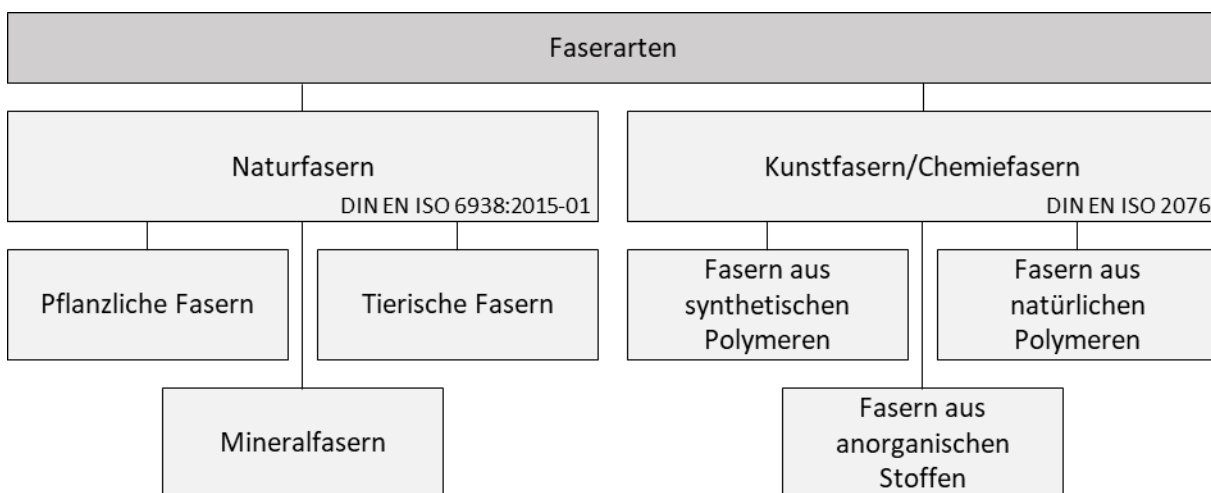 Faserarten
Naturfasern
DIN EN ISO 6938:2015-01
Kunstfasern/Chemiefasern
DIN EN ISO 2076
Pflanzliche Fasern
Tierische Fasern
Fasern aus
synthetischen
Polymeren
Fasern aus
natürlichen
Polymeren
Mineralfasern
Fasern aus
anorganischen
Stoffen